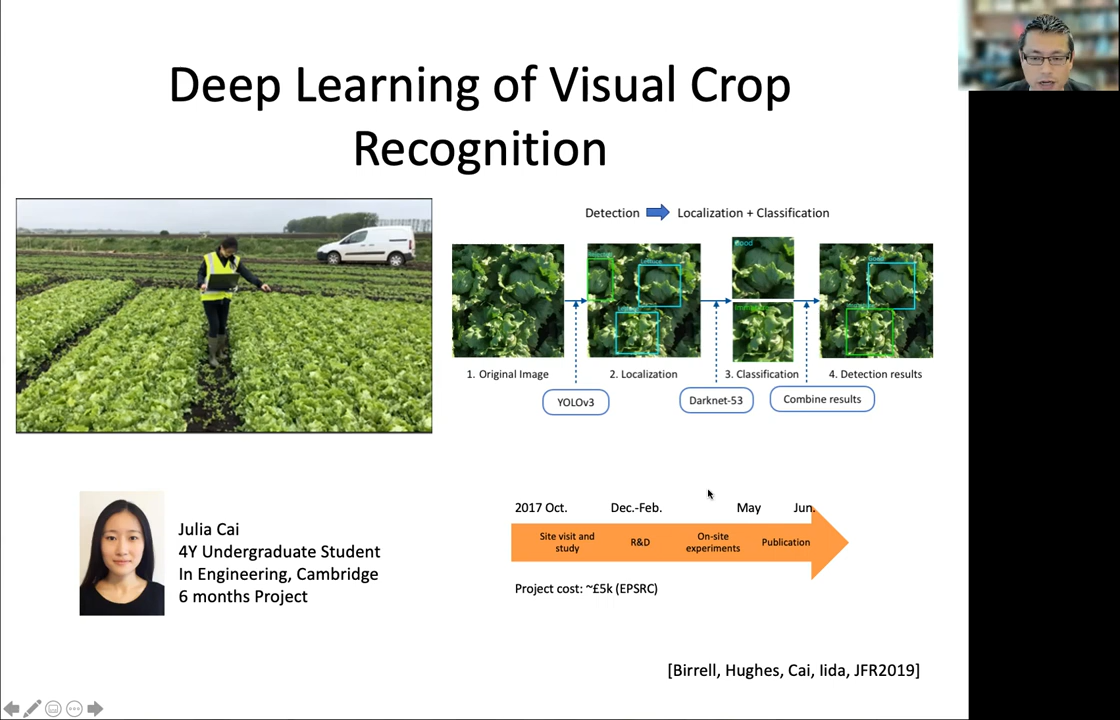 Deep Learning of Visual Crop
Recognition
Detection
Localization + Classification
Lettuce
Good
Good
1. Original Image
2. Localization
3. Classification
4. Detection results
YOLOv3
Darknet-53
Combine results
Julia Cai
4Y Undergraduate Student
In Engineering, Cambridge
6 months Project
2017 Oct.
Dec.-Feb.
May
Jun.
Site visit and
study
R&D
On-site
experiments
Publication
Project cost: ~£5k (EPSRC)
[Birrell, Hughes, Cai, Iida, JFR2019]